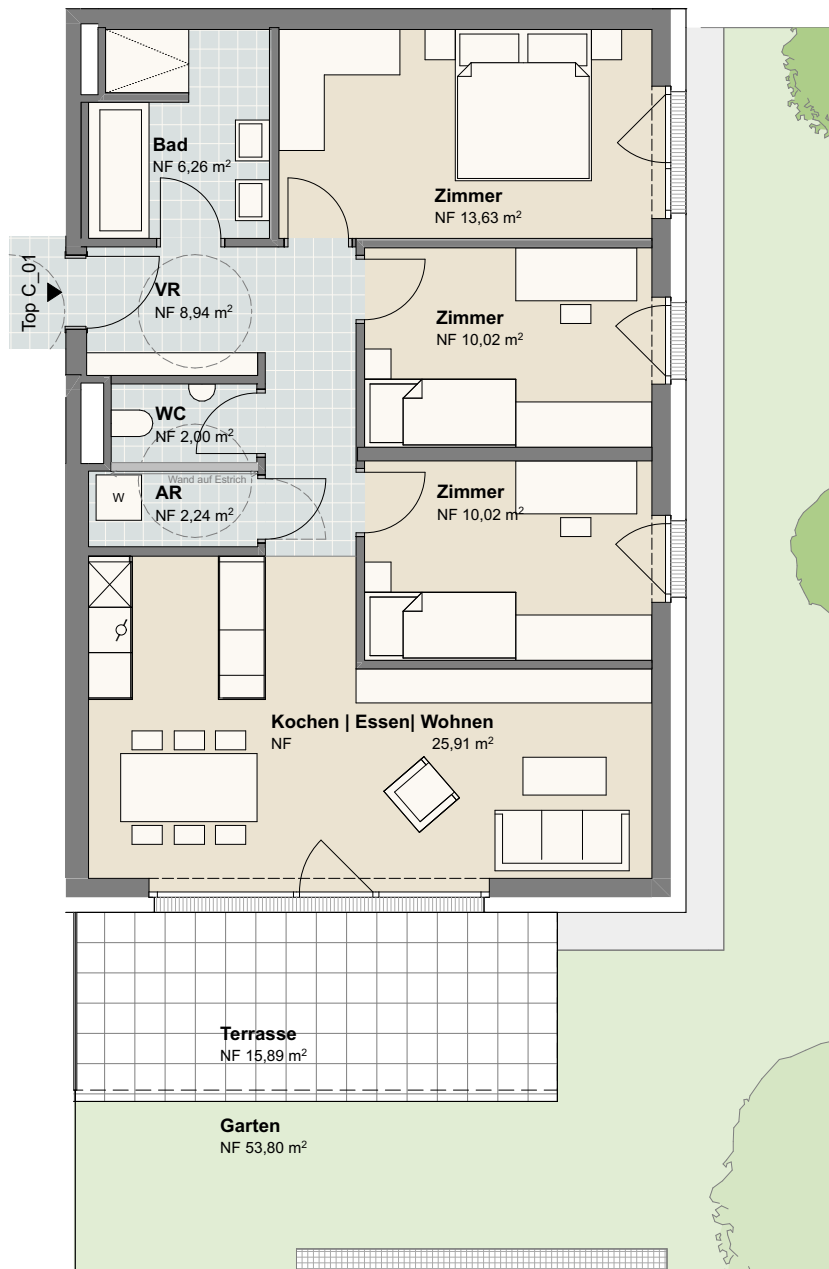 Bad
NF 6,26 m²
Zimmer
NF 13,63 m²
Top C_01
VR
NF 8,94 m²
Zimmer
NF 10,02 m²
WC
NF 2,00 m²
Wand auf Estrich
W
AR
NF 2,24 m²
Zimmer
NF 10,02 m²
Kochen | Essen| Wohnen
NF 25,91 m²
Terrasse
NF 15,89 m²
Garten
NF 53,80 m²